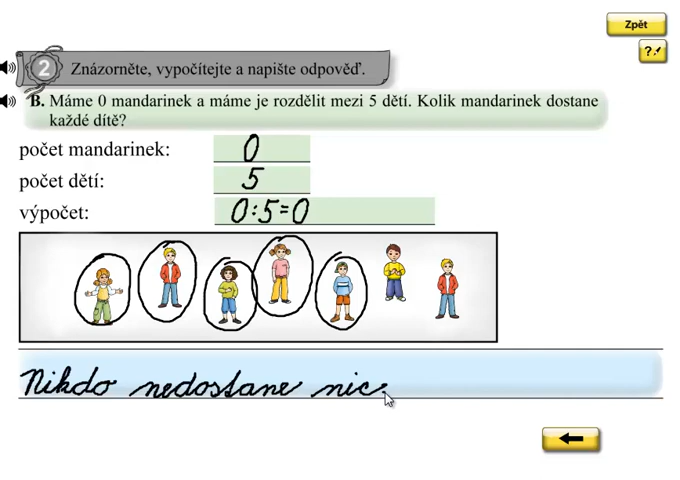 Zpět
?
2 Znázorněte, vypočítejte a napište odpověď.
B. Máme 0 mandarinek a máme je rozdělit mezi 5 dětí. Kolik mandarinek dostane
každé dítě?
počet mandarinek: 0
počet dětí: 5
výpočet: 0:5=0
Nikdo nedostane nic.